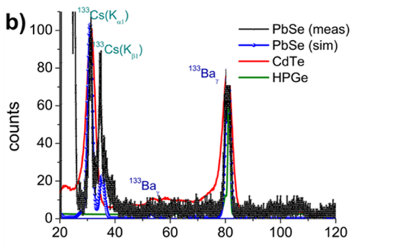 b)
¹³³Cs(Kα1)
¹³³Cs(Kβ1)
¹³³Baγ
¹³³Baγ
PbSe (meas)
PbSe (sim)
CdTe
HPGe
counts
100
80
60
40
20
0
20 40 60 80 100 120